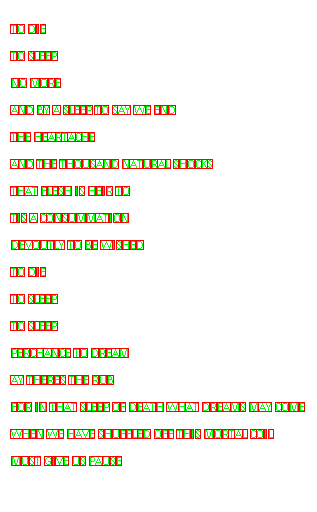 TO DIE
TO SLEEP
NO MORE
AND BY A SLEEP TO SAY WE END
THE HEARTACHE
AND THE THOUSAND NATURAL SHOCKS
THAT FLESH IS HEIR TO
TIS A CONSUMMATION
DEVOUTLY TO BE WISHED
TO DIE
TO SLEEP
TO SLEEP
PERCHANCE TO DREAM
AY THERES THE RUB
FOR IN THAT SLEEP OF DEATH WHAT DREAMS MAY COME
WHEN WE HAVE SHUFFLED OFF THIS MORTAL COIL
MUST GIVE US PAUSE